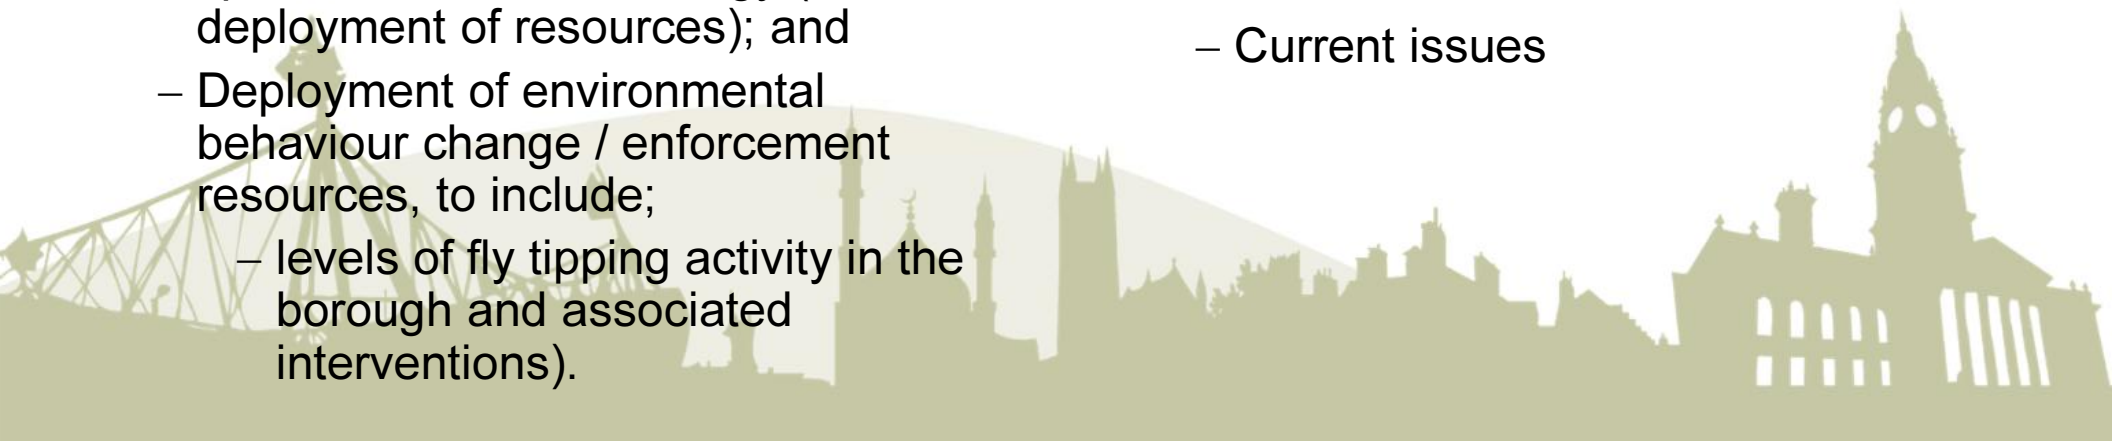 deployment of resources); and
– Deployment of environmental
behaviour change / enforcement
resources, to include;
– levels of fly tipping activity in the
borough and associated
interventions).
– Current issues